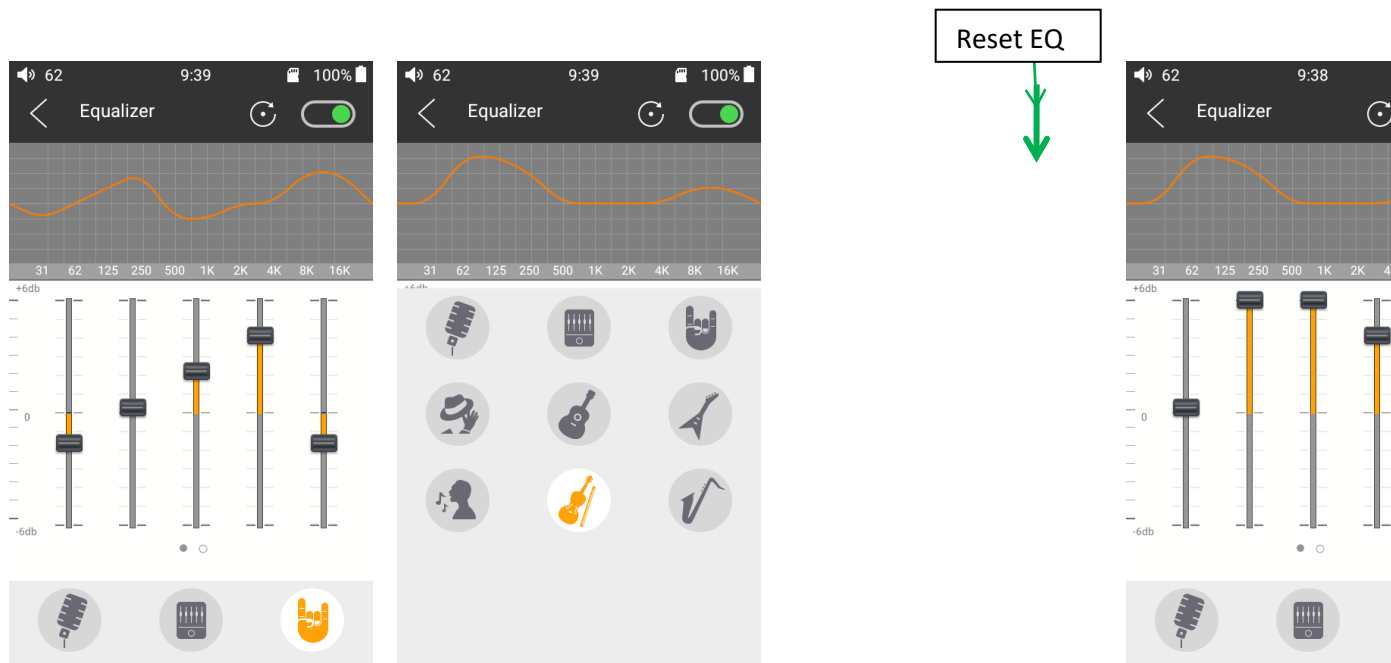 Reset EQ
62 9:39 100%
Equalizer
31 62 125 250 500 1K 2K 4K 8K 16K
+6db
0
-6db
62 9:39 100%
Equalizer
31 62 125 250 500 1K 2K 4K 8K 16K
62 9:38
Equalizer
31 62 125 250 500 1K 2K
+6db
0
-6db